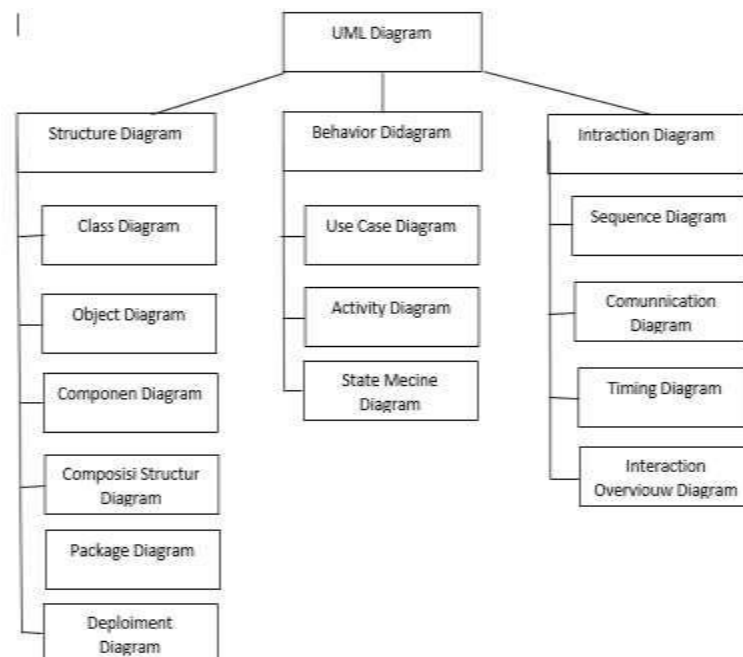 UML Diagram
Structure Diagram
Behavior Didagram
Intraction Diagram
Class Diagram
Object Diagram
Componen Diagram
Composisi Structur
Diagram
Package Diagram
Deploiment
Diagram
Use Case Diagram
Activity Diagram
State Mecine
Diagram
Sequence Diagram
Comunnication
Diagram
Timing Diagram
Interaction
Overviouw Diagram